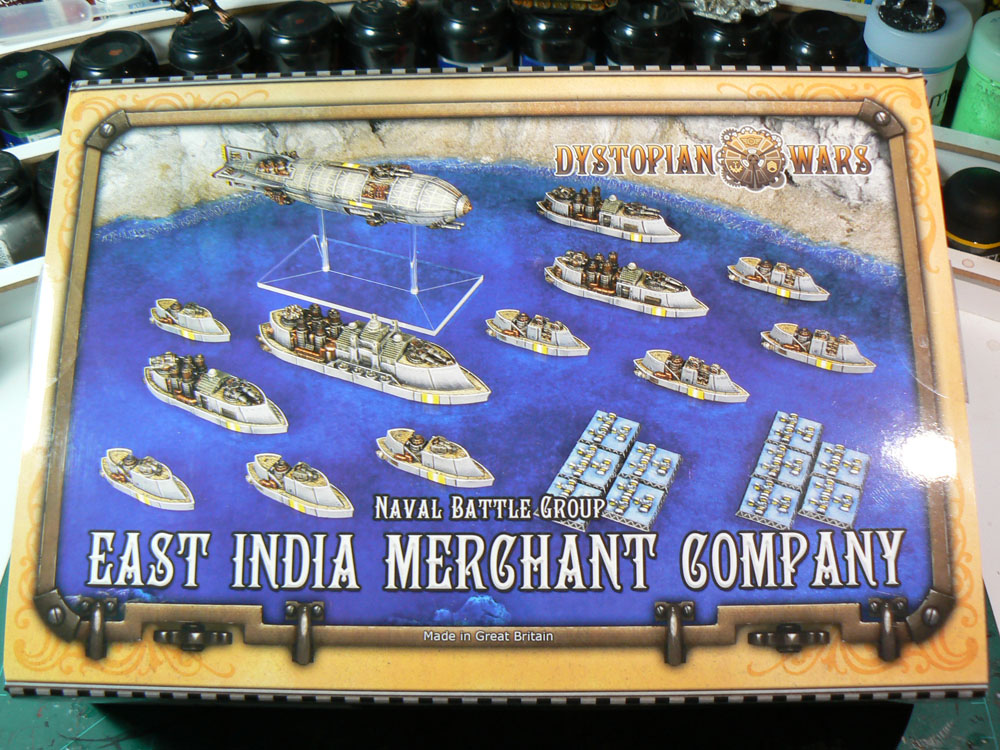 DYSTOPIAN WARS
NAVAL BATTLE GROUP
EAST INDIA MERCHANT COMPANY
Made in Great Britain